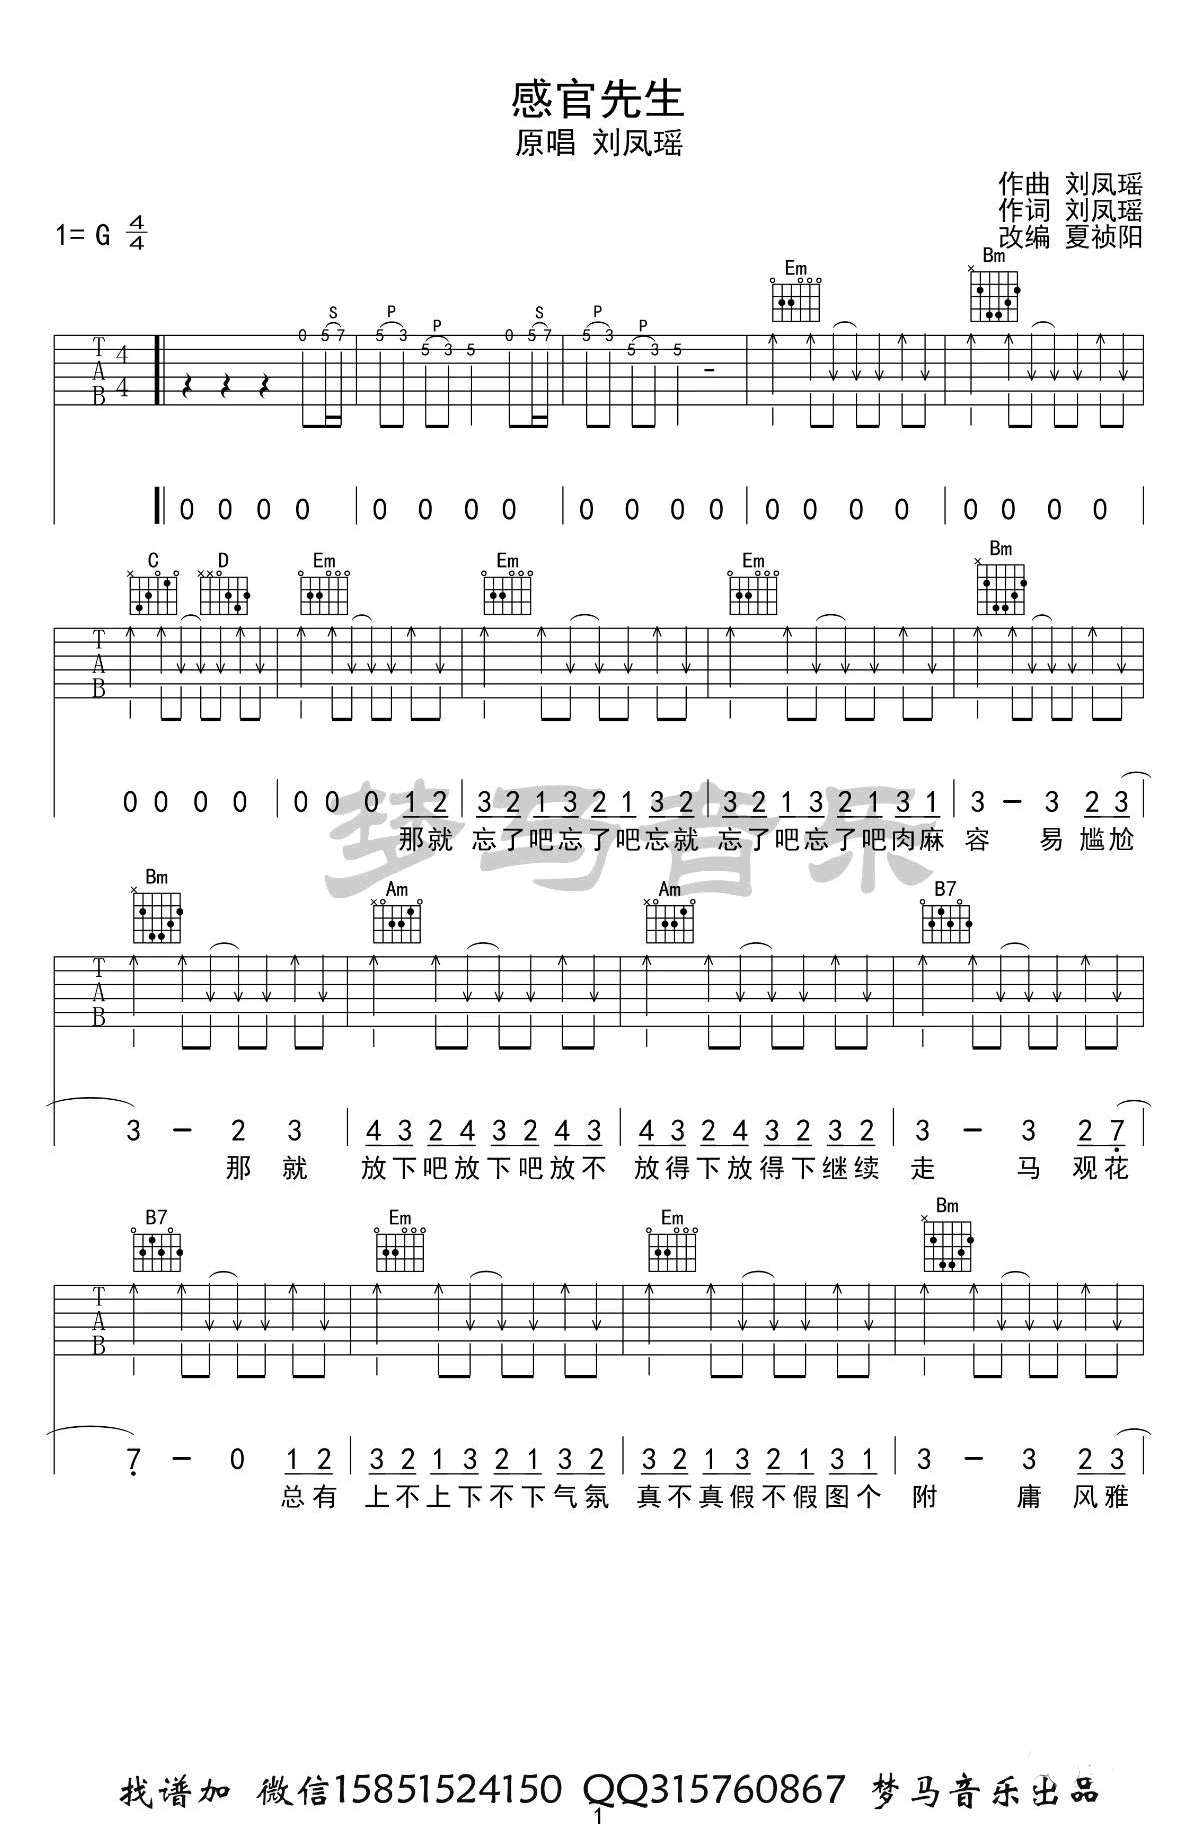 感官先生
原唱 刘凤瑶
作曲 刘凤瑶
作词 刘凤瑶
改编 夏祯阳
1= G 4/4
Em Bm
S P P S P P
0 5 7 5 3 5 3 5 0 5 7 5 3 5 3 5 -
T A B 4 4
0 0 0 0 0 0 0 0 0 0 0 0 0 0 0 0 0 0 0 0
C D Em Em Em Bm
T A B
0 0 0 0 0 0 0 1 2 3 2 1 3 2 1 3 2 3 2 1 3 2 1 3 1 3 - 3 2 3
那就 忘了吧忘了吧忘就 忘了吧忘了吧肉麻 容 易 尴尬
梦马音乐
Bm Am Am B7
T A B
3 - 2 3 4 3 2 4 3 2 4 3 4 3 2 4 3 2 3 2 3 - 3 2 7
那 就 放下吧放下吧放不 放得下放得下继续 走 马 观花
B7 Em Em Bm
T A B
7 - 0 1 2 3 2 1 3 2 1 3 2 3 2 1 3 2 1 3 1 3 - 3 2 3
总有 上不上下不下气氛 真不真假不假图个 附 庸 风雅
找谱加 微信15851524150 QQ315760867 梦马音乐出品
1